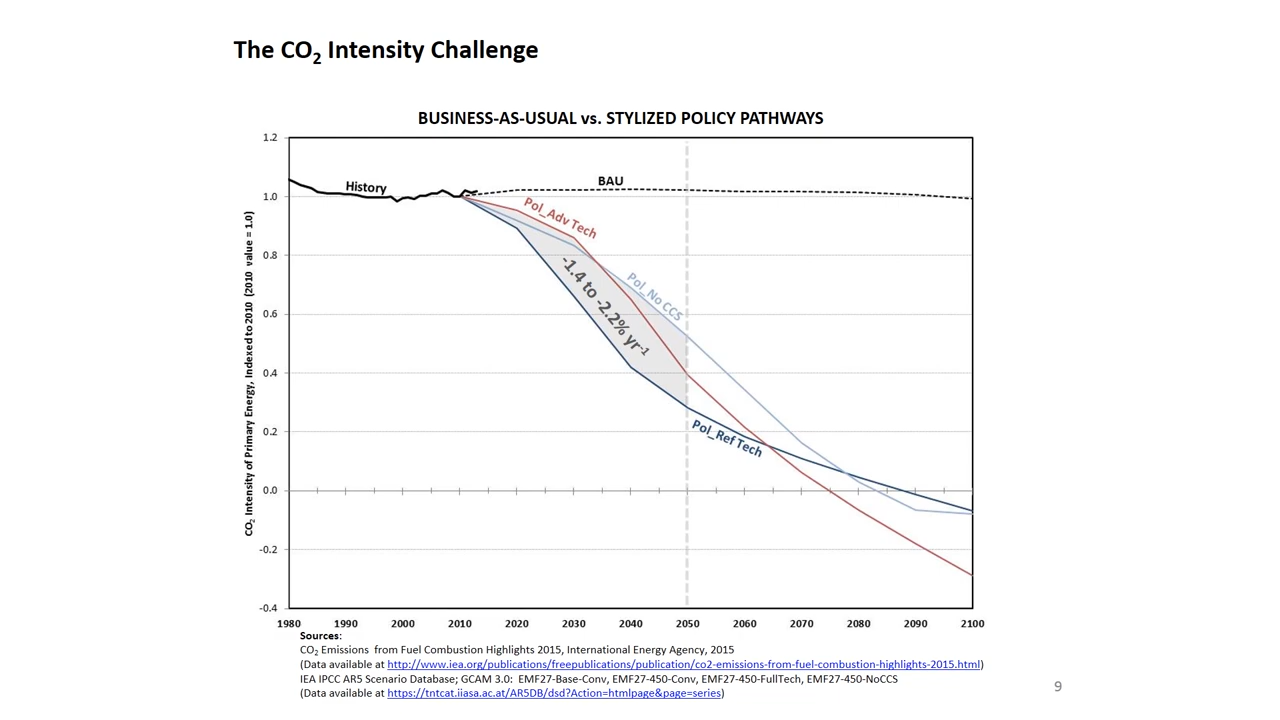 The CO₂ Intensity Challenge
BUSINESS-AS-USUAL vs. STYLIZED POLICY PATHWAYS
CO₂ Intensity of Primary Energy, Indexed to 2010 (2010 value = 1.0)
1.2
1.0
0.8
0.6
0.4
0.2
0.0
-0.2
-0.4
History
BAU
Pol_Adv Tech
Pol_No CCS
-1.4 to -2.2% yr⁻¹
Pol_Ref Tech
1980 1990 2000 2010 2020 2030 2040 2050 2060 2070 2080 2090 2100
Sources:
CO₂ Emissions from Fuel Combustion Highlights 2015, International Energy Agency, 2015
(Data available at http://www.iea.org/publications/freepublications/publication/co2-emissions-from-fuel-combustion-highlights-2015.html)
IEA IPCC AR5 Scenario Database; GCAM 3.0: EMF27-Base-Conv, EMF27-450-Conv, EMF27-450-FullTech, EMF27-450-NoCCS
(Data available at https://tntcat.iiasa.ac.at/AR5DB/dsd?Action=htmlpage&page=series)
9